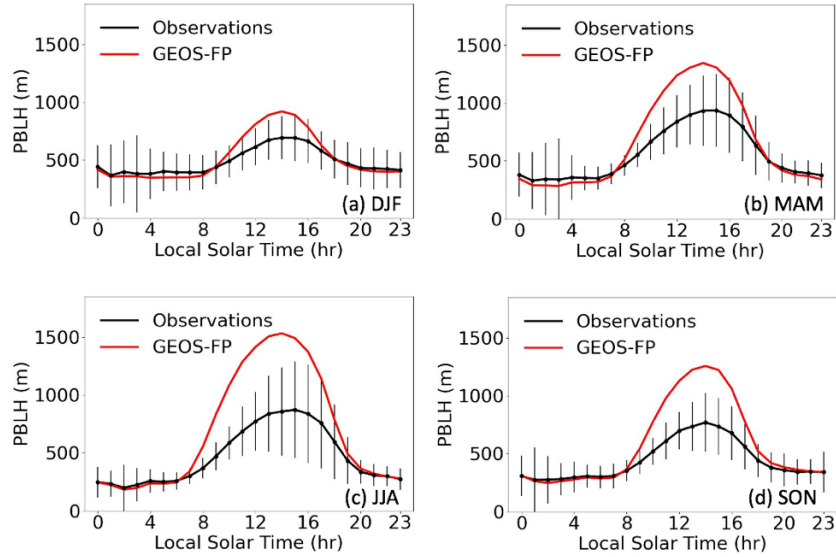 Observations
GEOS-FP
PBLH (m)
1500
1000
500
0
(a) DJF
0 4 8 12 16 20 23
Local Solar Time (hr)
Observations
GEOS-FP
PBLH (m)
1500
1000
500
0
(b) MAM
0 4 8 12 16 20 23
Local Solar Time (hr)
Observations
GEOS-FP
PBLH (m)
1500
1000
500
0
(c) JJA
0 4 8 12 16 20 23
Local Solar Time (hr)
Observations
GEOS-FP
PBLH (m)
1500
1000
500
0
(d) SON
0 4 8 12 16 20 23
Local Solar Time (hr)